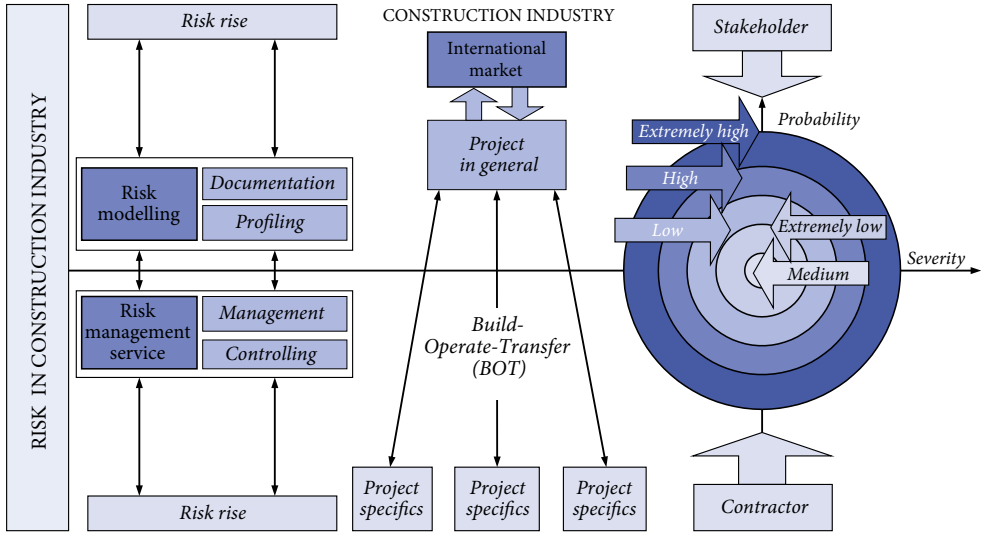 RISK IN CONSTRUCTION INDUSTRY
Risk rise
Risk
modelling
Documentation
Profiling
Risk
management
service
Management
Controlling
Risk rise
CONSTRUCTION INDUSTRY
International
market
Project
in general
Build-
Operate-Transfer
(BOT)
Project
specifics
Project
specifics
Project
specifics
Stakeholder
Probability
Extremely high
High
Low
Extremely low
Medium
Severity
Contractor